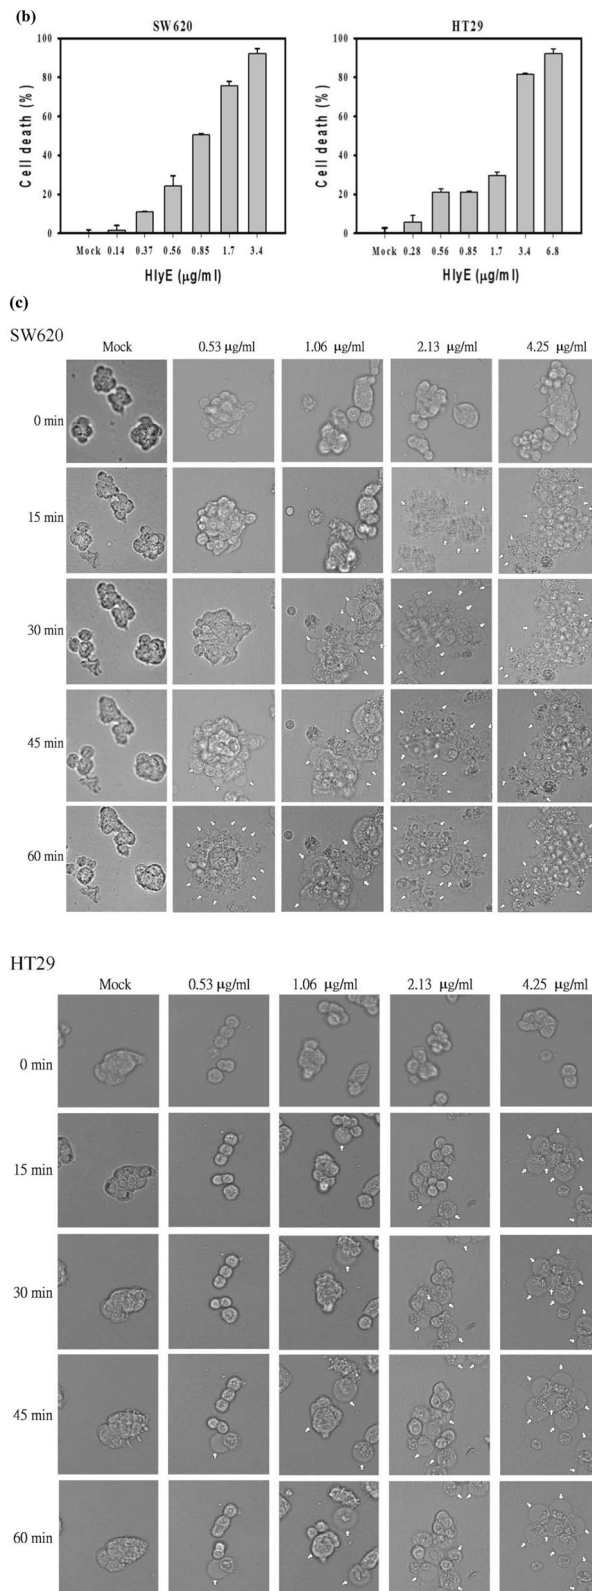 (b)
SW620
HT29
Cell death (%)
100
80
60
40
20
0
Mock 0.14 0.37 0.56 0.85 1.7 3.4
HlyE (μg/ml)
Cell death (%)
100
80
60
40
20
0
Mock 0.28 0.56 0.85 1.7 3.4 6.8
HlyE (μg/ml)
(c)
SW620
Mock 0.53 μg/ml 1.06 μg/ml 2.13 μg/ml 4.25 μg/ml
0 min
15 min
30 min
45 min
60 min
HT29
Mock 0.53 μg/ml 1.06 μg/ml 2.13 μg/ml 4.25 μg/ml
0 min
15 min
30 min
45 min
60 min